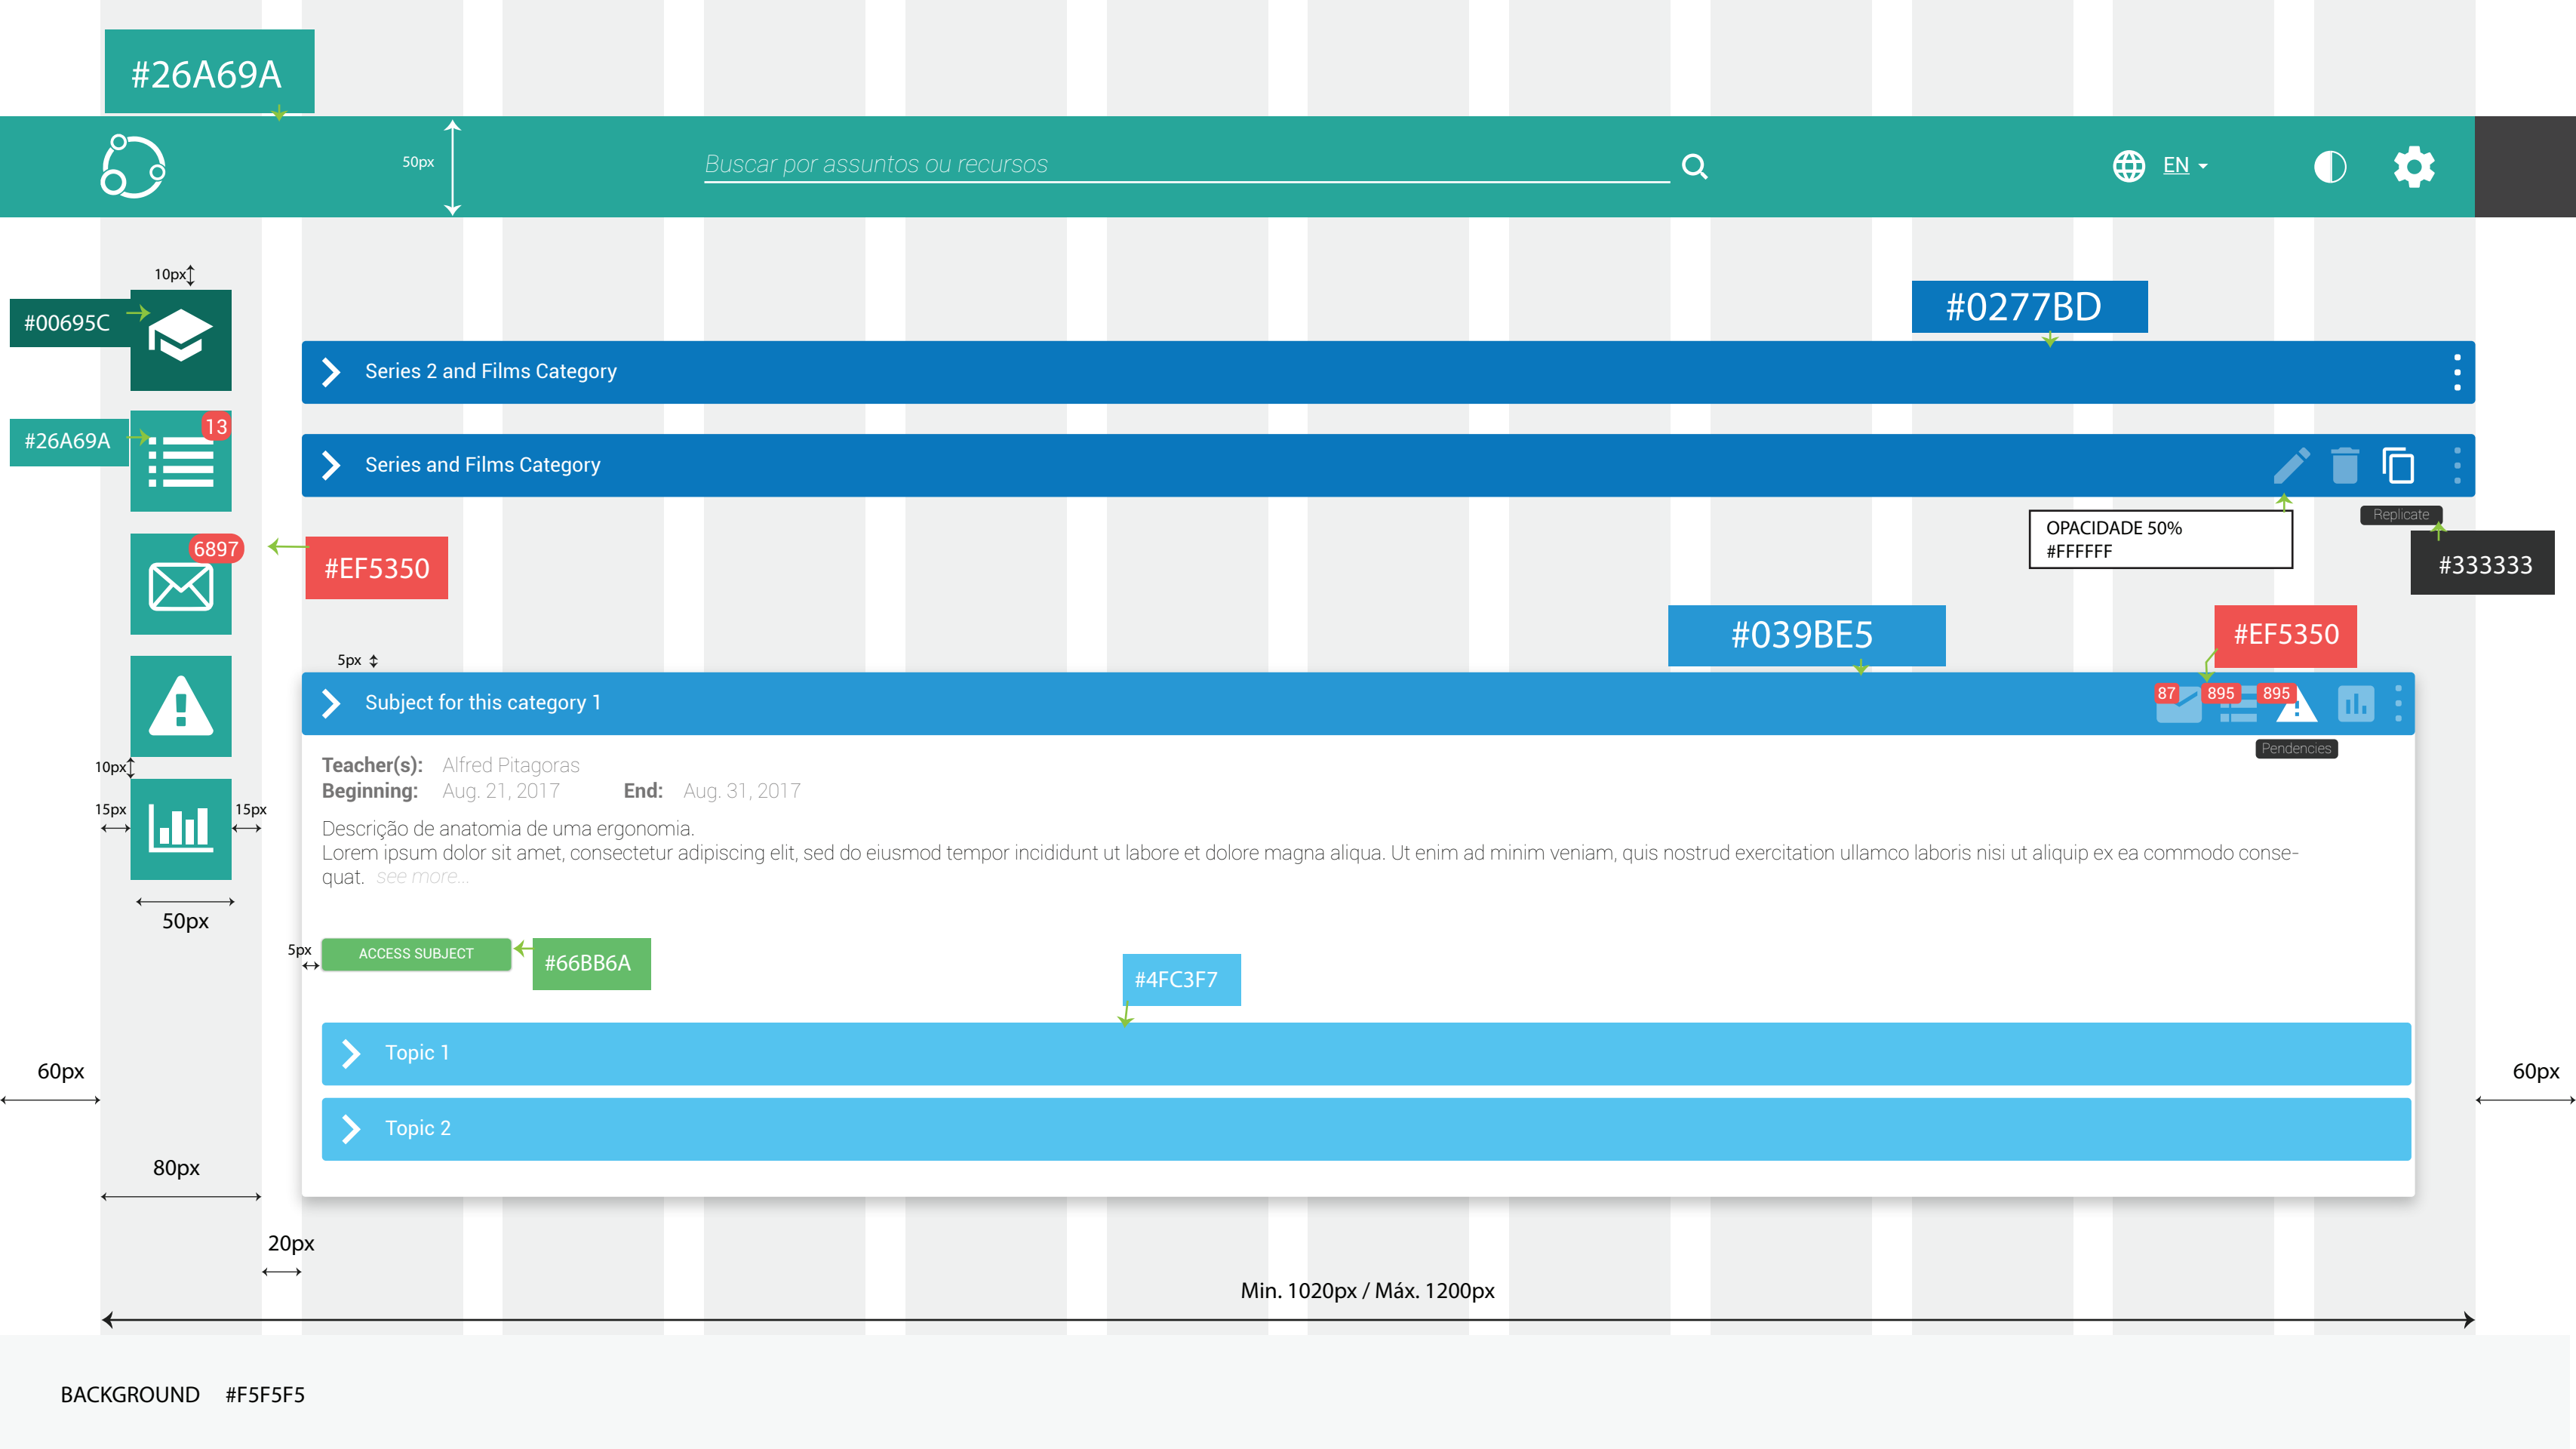 #26A69A
50px
Buscar por assuntos ou recursos
EN
10px
#00695C
#0277BD
Series 2 and Films Category
#26A69A
13
Series and Films Category
Replicate
OPACIDADE 50%
#FFFFFF
#333333
6897
#EF5350
#039BE5
#EF5350
5px
Subject for this category 1
87
895
895
Pendencies
Teacher(s): Alfred Pitagoras
Beginning: Aug. 21, 2017 End: Aug. 31, 2017
10px
15px
15px
50px
Descrição de anatomia de uma ergonomia.
Lorem ipsum dolor sit amet, consectetur adipiscing elit, sed do eiusmod tempor incididunt ut labore et dolore magna aliqua. Ut enim ad minim veniam, quis nostrud exercitation ullamco laboris nisi ut aliquip ex ea commodo conse-
quat. see more...
5px
ACCESS SUBJECT
#66BB6A
#4FC3F7
Topic 1
Topic 2
60px
60px
80px
20px
Min. 1020px / Máx. 1200px
BACKGROUND #F5F5F5